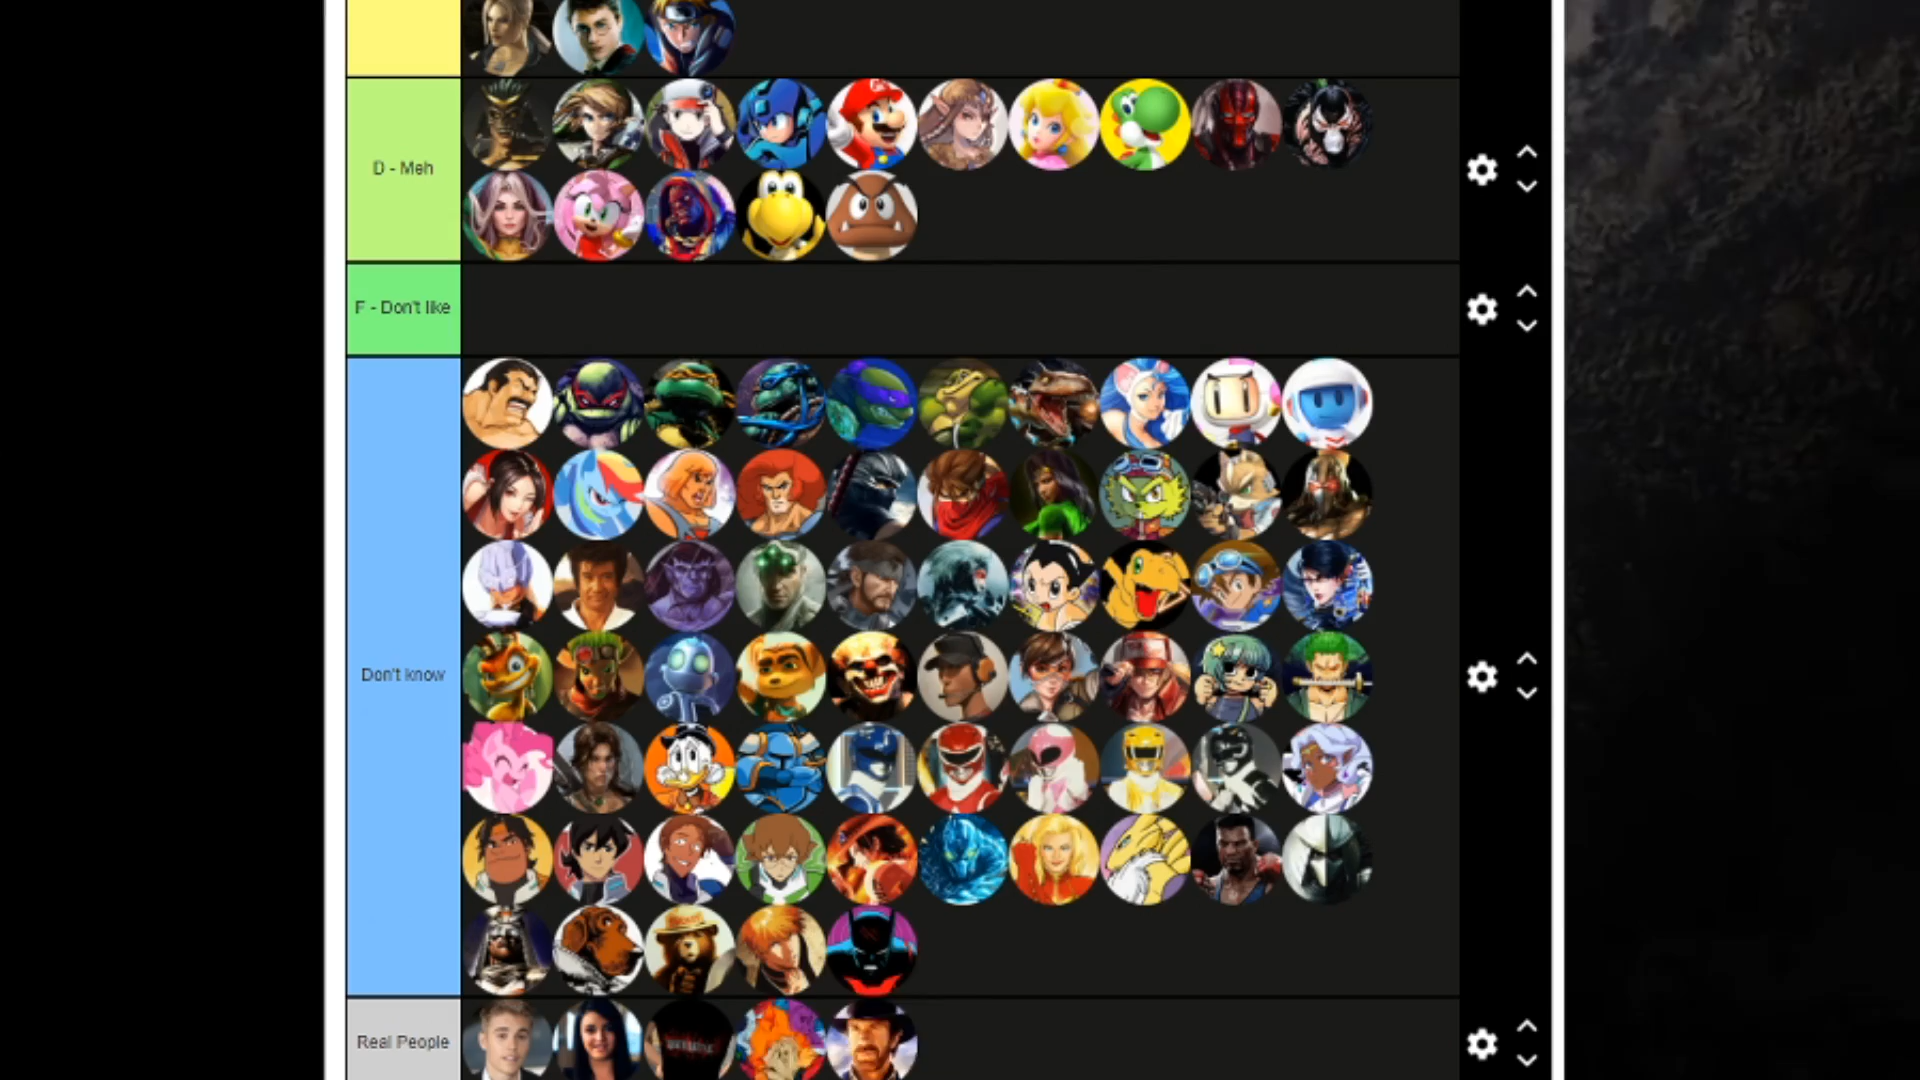 D - Meh
F - Don't like
Don't know
Real People